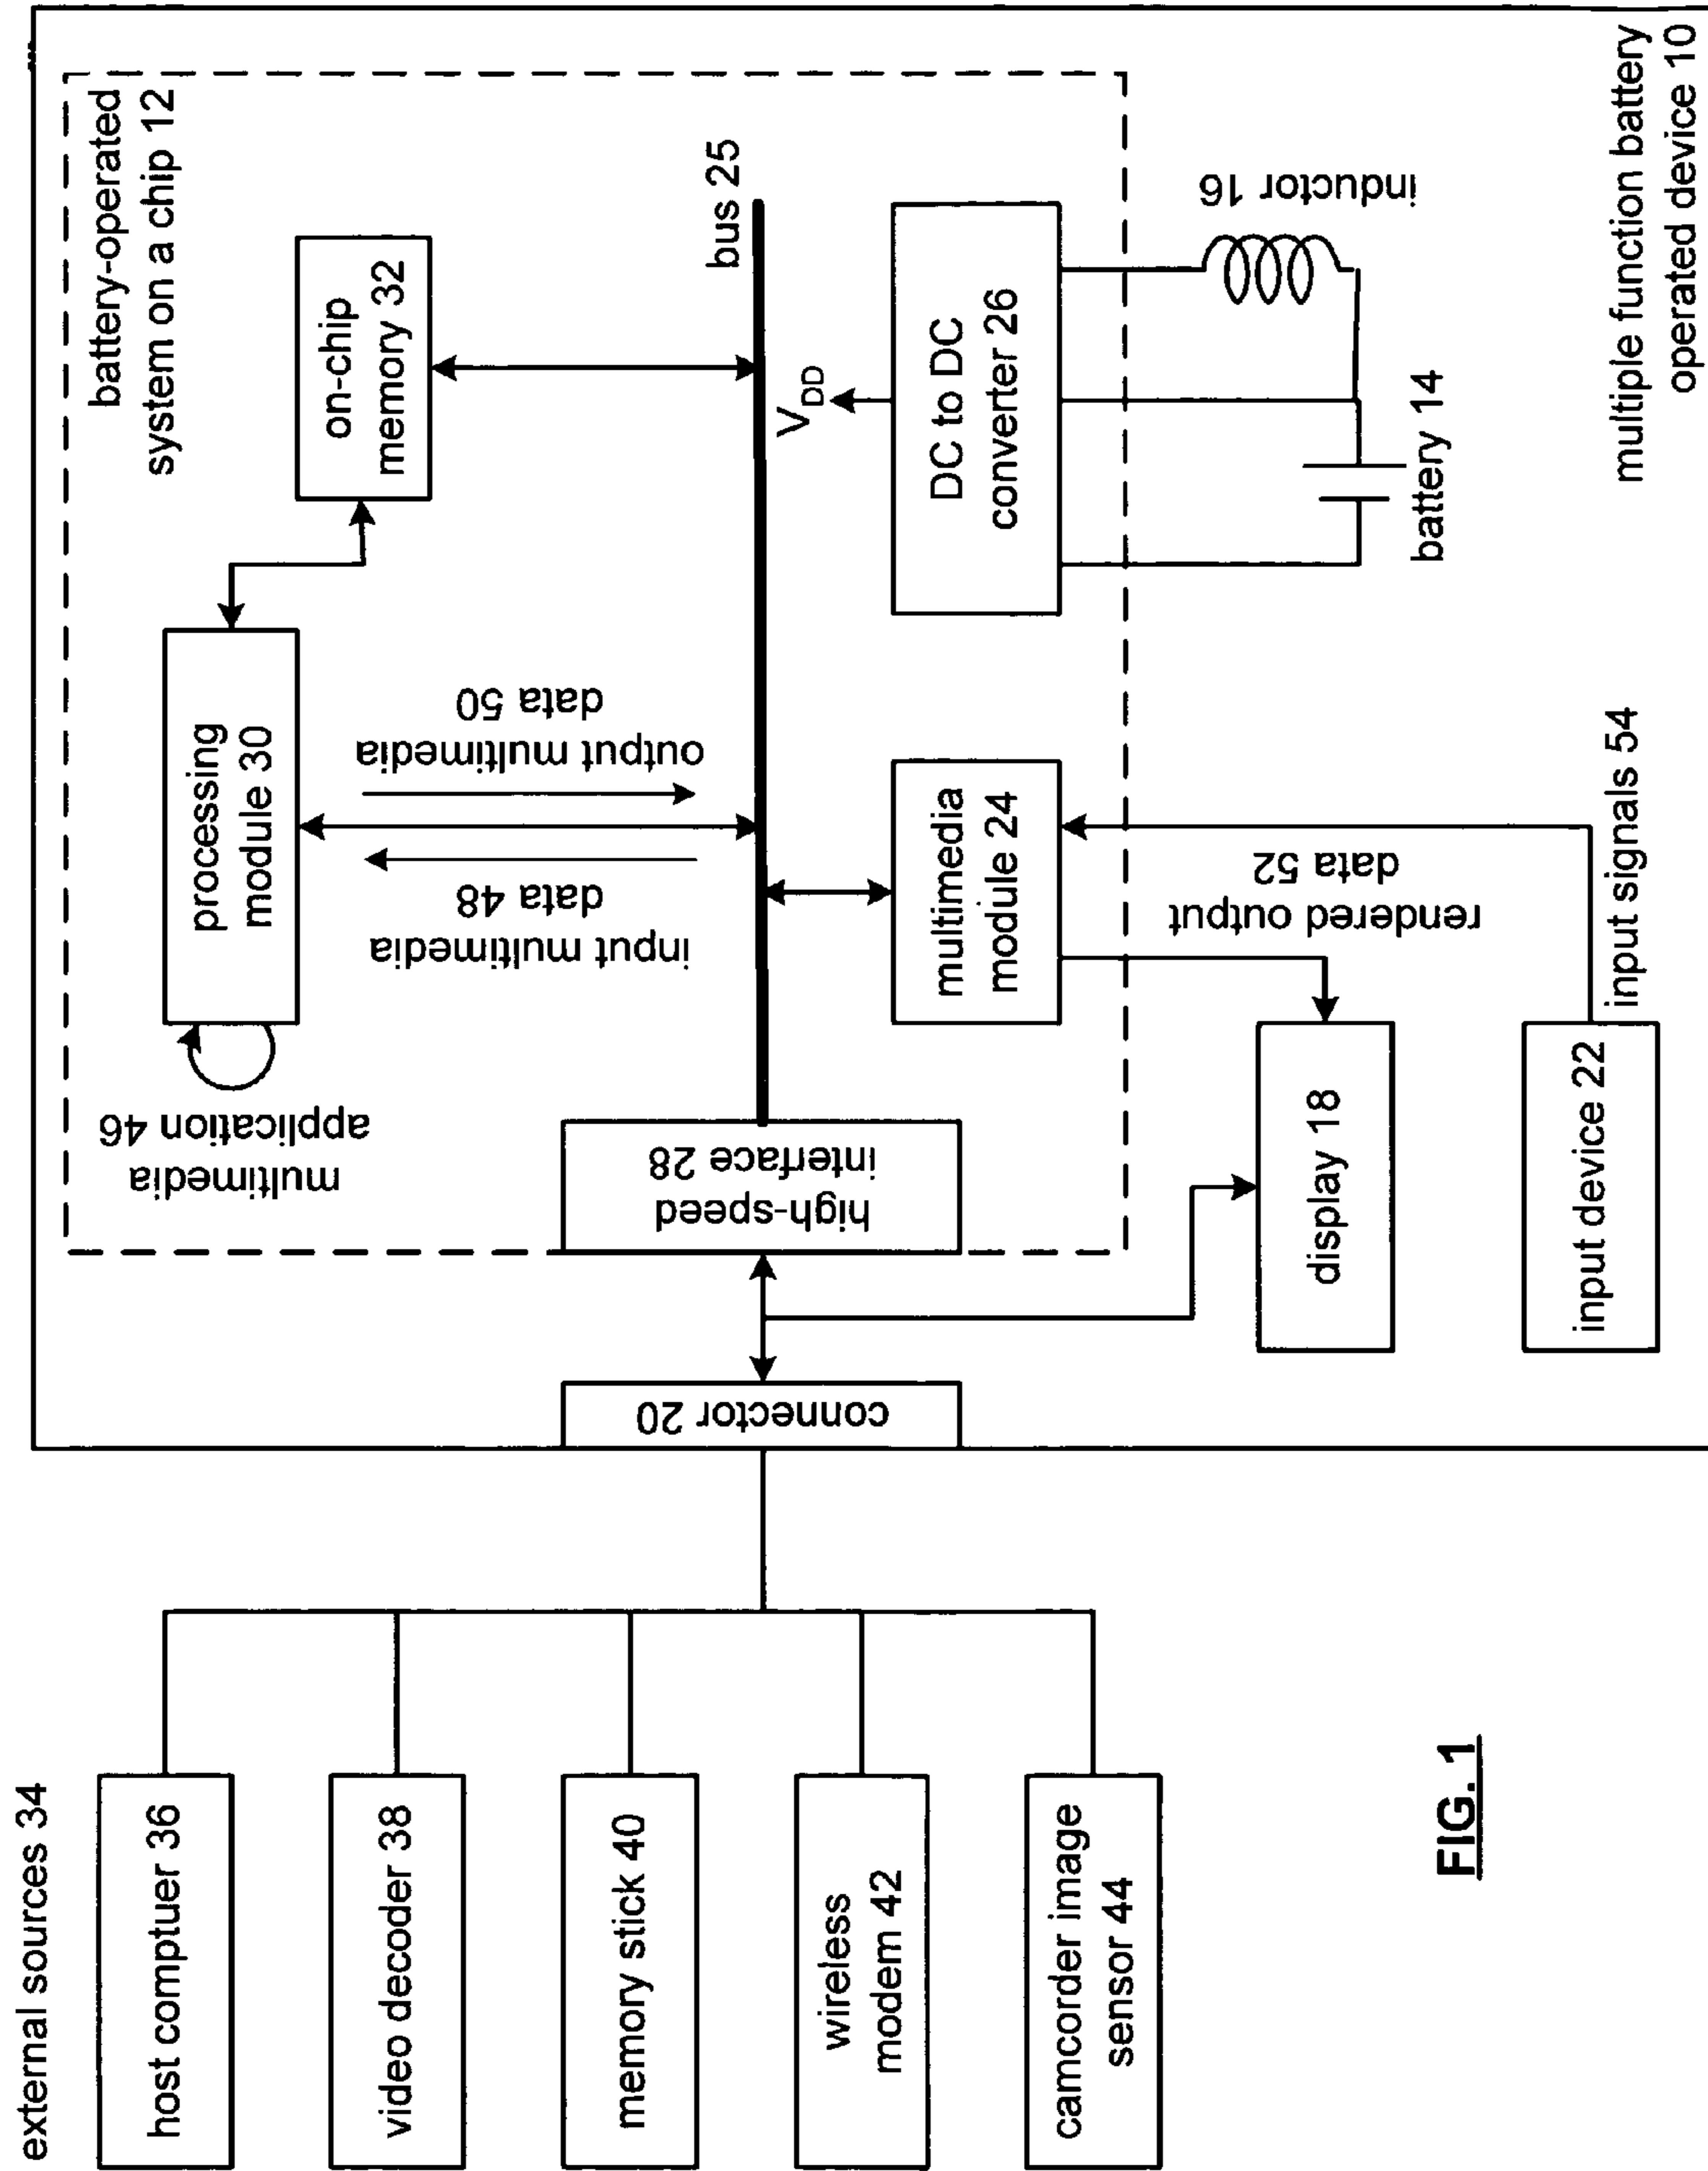 external sources 34
host comptuer 36
video decoder 38
memory stick 40
wireless
modem 42
camcorder image
sensor 44
connector 20
high-speed
interface 28
multimedia
application 46
processing
module 30
input multimedia
data 48
output multimedia
data 50
on-chip
memory 32
battery-operated
system on a chip 12
bus 25
multimedia
module 24
V_DD
DC to DC
converter 26
inductor 16
battery 14
rendered output
data 52
display 18
input device 22
input signals 54
multiple function battery
operated device 10
FIG. 1